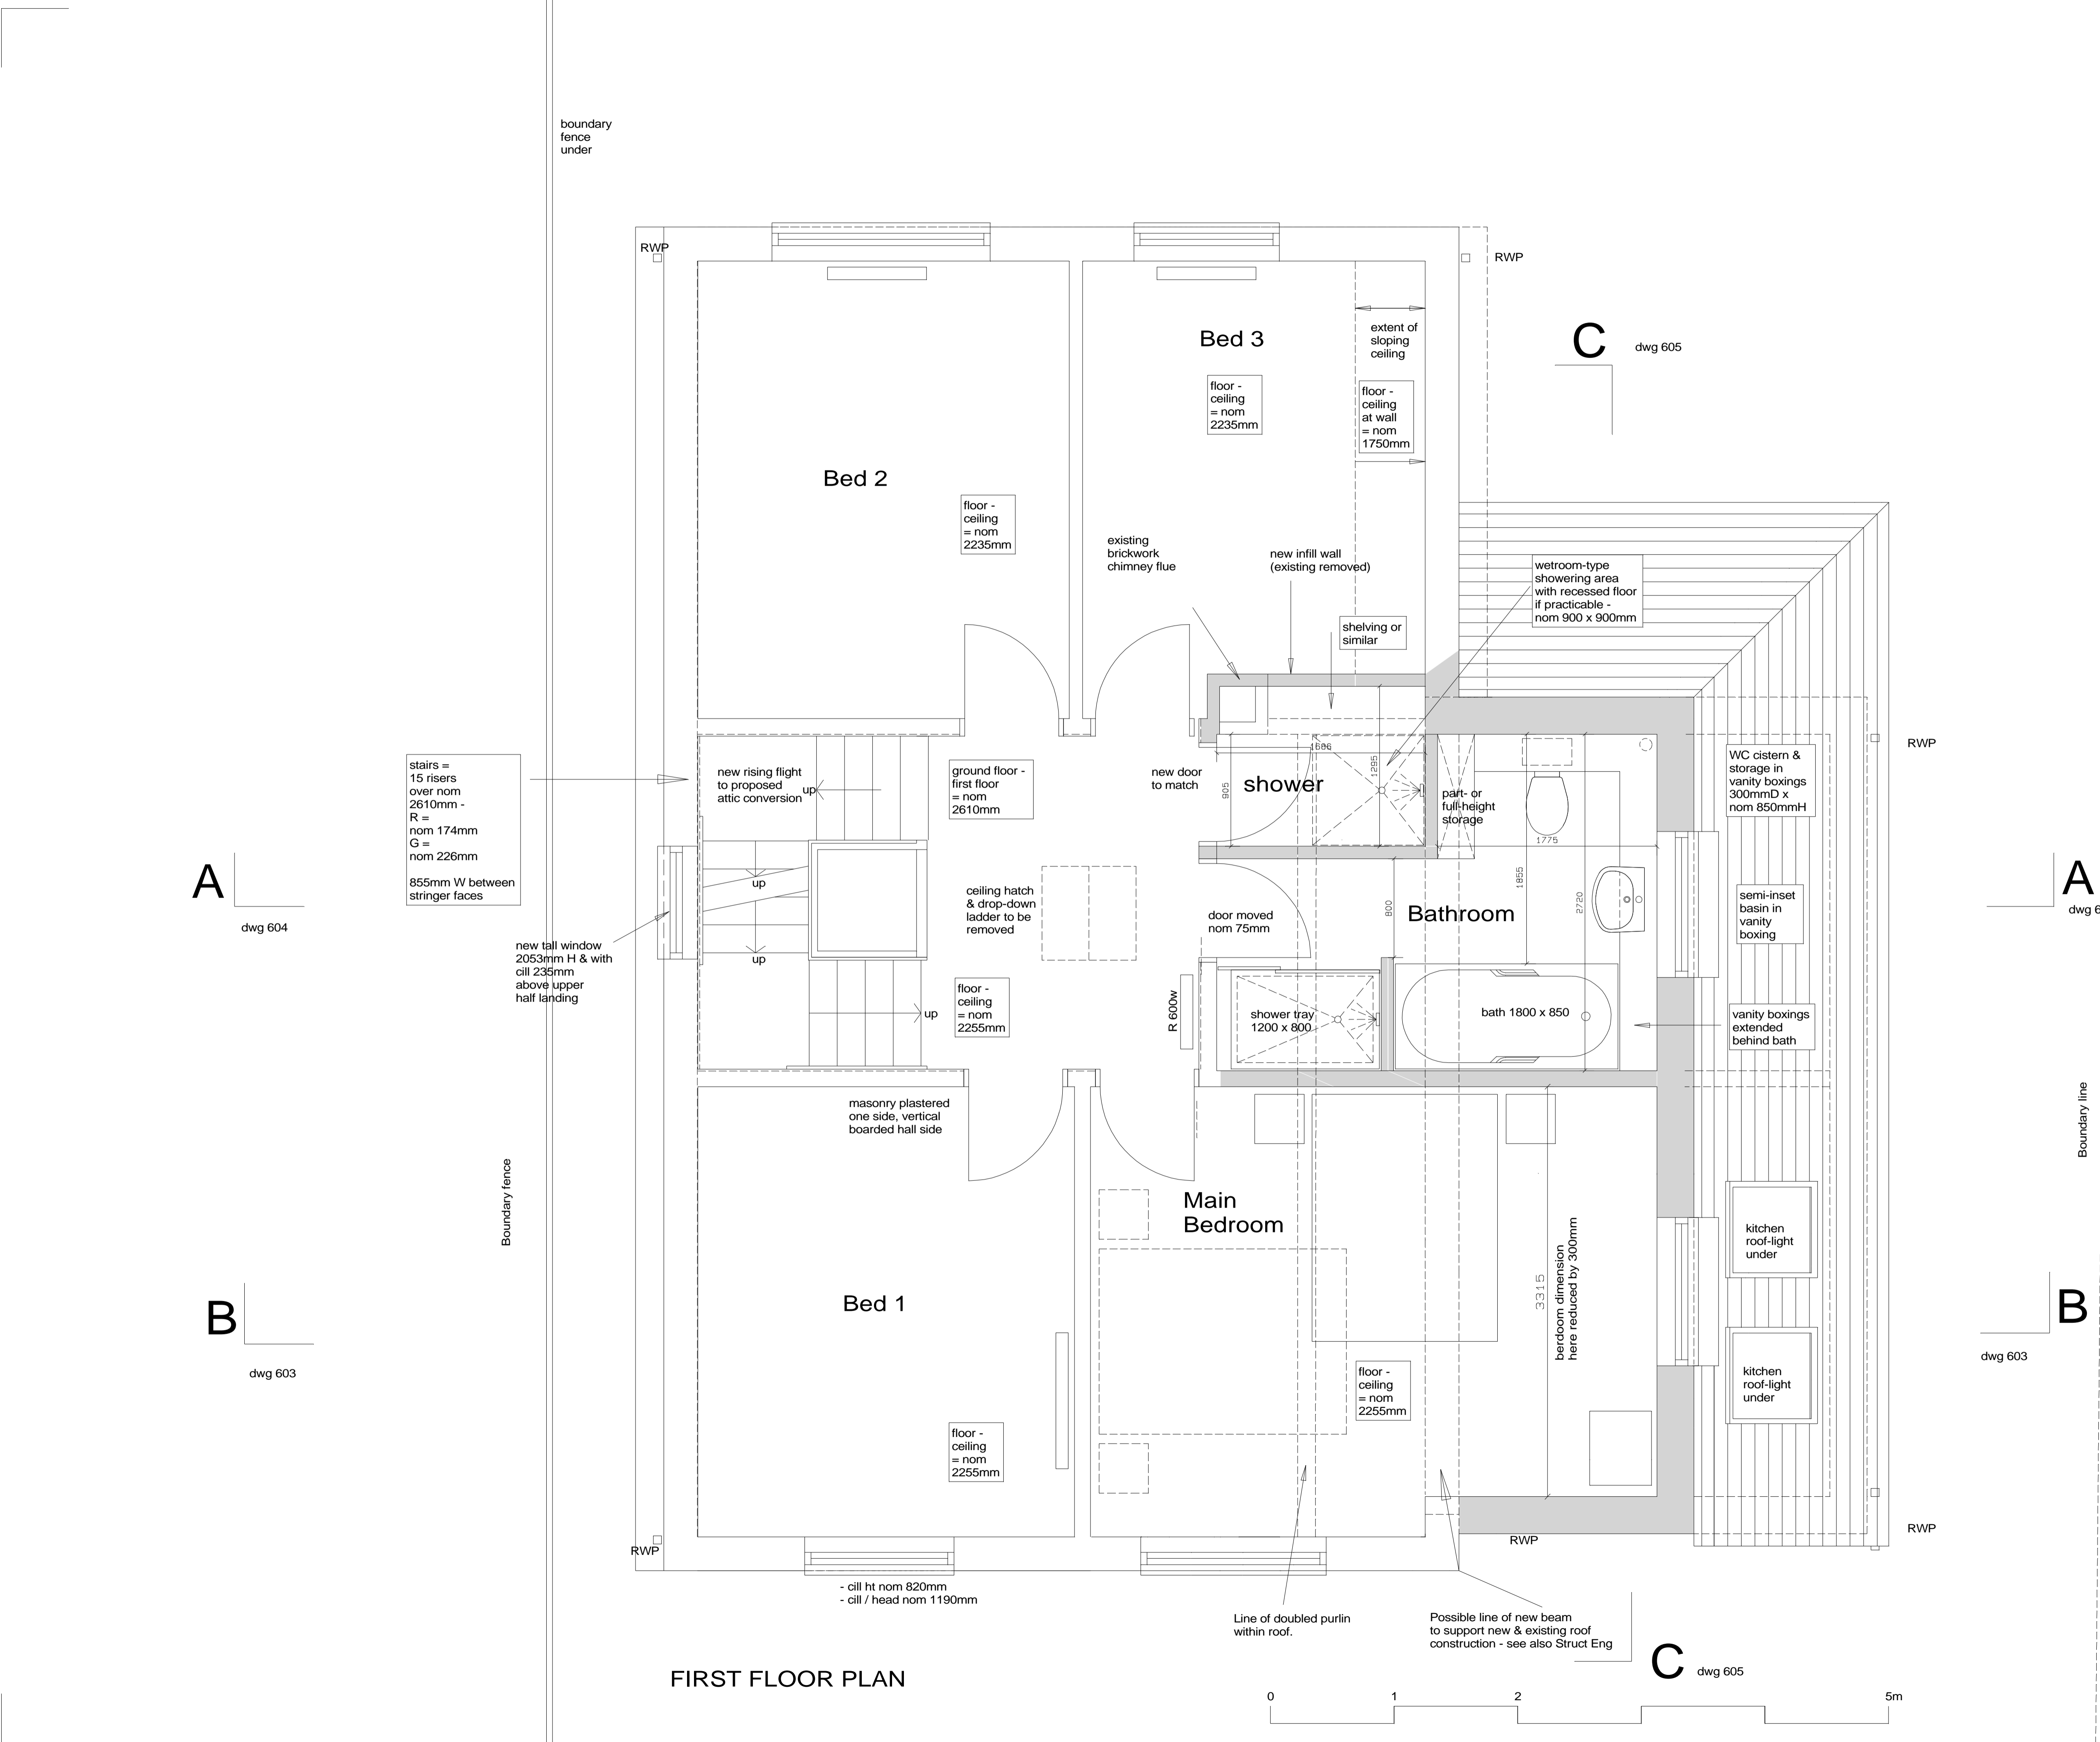 boundary
fence
under
RWP
RWP
Bed 3
extent of
sloping
ceiling
C
dwg 605
floor -
ceiling
= nom
2235mm
floor -
ceiling
at wall
= nom
1750mm
Bed 2
floor -
ceiling
= nom
2235mm
existing
brickwork
chimney flue
new infill wall
(existing removed)
wetroom-type
showering area
with recessed floor
if practicable -
nom 900 x 900mm
shelving or
similar
RWP
stairs =
15 risers
over nom
2610mm -
R =
nom 174mm
G =
nom 226mm
855mm W between
stringer faces
new rising flight
to proposed
attic conversion
up
ground floor -
first floor
= nom
2610mm
new door
to match
1686
905
shower
1295
part- or
full-height
storage
1775
WC cistern &
storage in
vanity boxings
300mmD x
nom 850mmH
A
dwg 604
up
up
ceiling hatch
& drop-down
ladder to be
removed
door moved
nom 75mm
800
Bathroom
1855
2720
semi-inset
basin in
vanity
boxing
A
dwg 6
new tall window
2053mm H & with
cill 235mm
above upper
half landing
floor -
ceiling
= nom
2255mm
up
R 600w
shower tray
1200 x 800
bath 1800 x 850
vanity boxings
extended
behind bath
masonry plastered
one side, vertical
boarded hall side
Boundary fence
Boundary line
Main
Bedroom
kitchen
roof-light
under
B
dwg 603
Bed 1
3315
berdoom dimension
here reduced by 300mm
B
dwg 603
floor -
ceiling
= nom
2255mm
kitchen
roof-light
under
floor -
ceiling
= nom
2255mm
RWP
RWP
RWP
- cill ht nom 820mm
- cill / head nom 1190mm
Line of doubled purlin
within roof.
Possible line of new beam
to support new & existing roof
construction - see also Struct Eng
C
dwg 605
FIRST FLOOR PLAN
0 1 2 5m